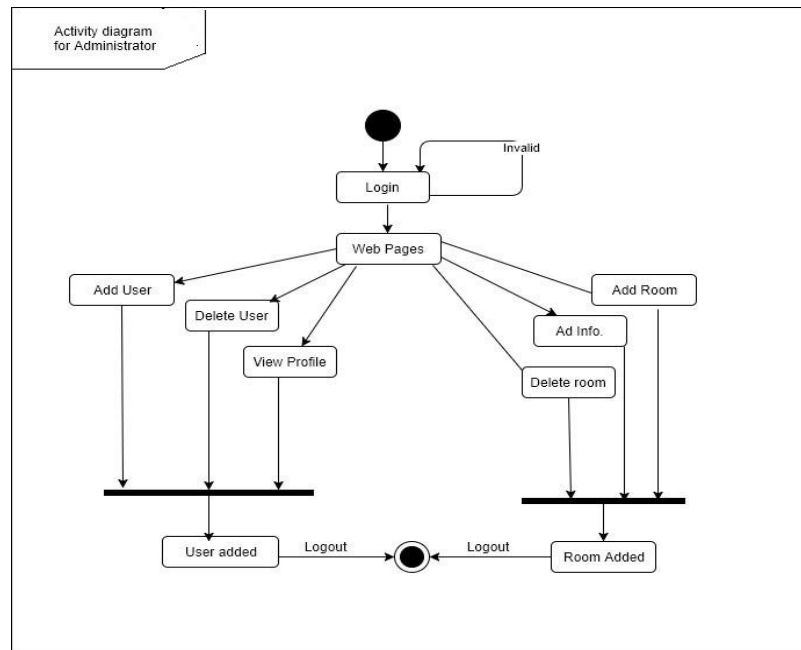 Activity diagram
for Administrator
Invalid
Login
Web Pages
Add User
Add Room
Delete User
Ad Info.
View Profile
Delete room
User added
Logout
Logout
Room Added